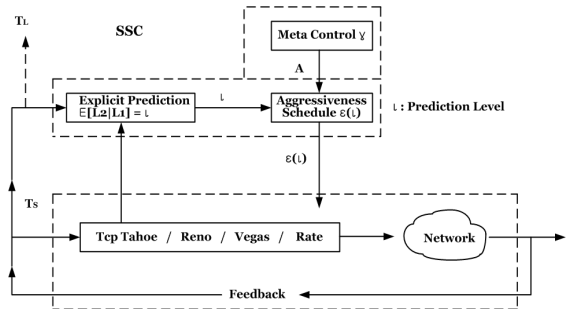 TL
SSC
Meta Control ɣ
A
Explicit Prediction
E[L2|L1] = ι
ι
Aggressiveness
Schedule ε(ι)
ι : Prediction Level
ε(ι)
Ts
Tcp Tahoe / Reno / Vegas / Rate
Network
Feedback